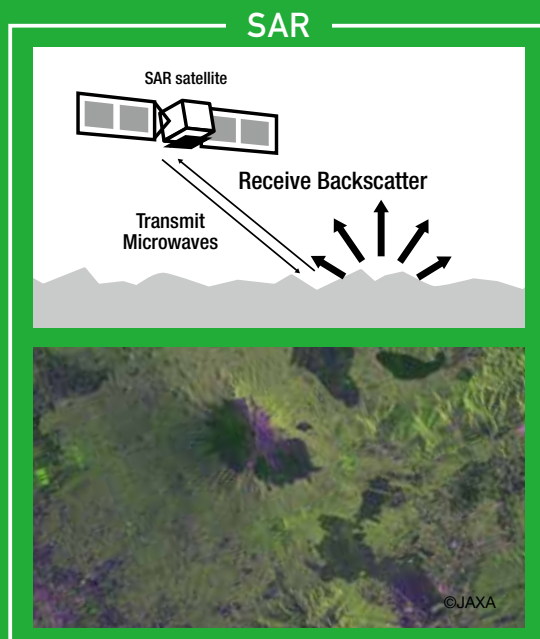 SAR
SAR satellite
Receive Backscatter
Transmit
Microwaves
©JAXA